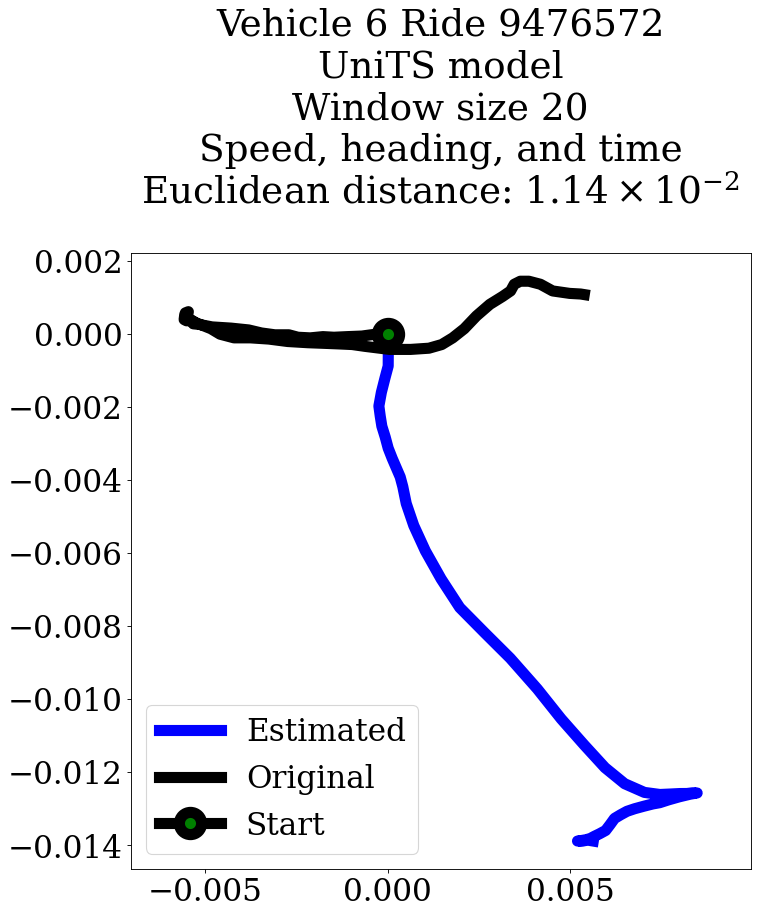 Vehicle 6 Ride 9476572
UniTS model
Window size 20
Speed, heading, and time
Euclidean distance: 1.14 × 10⁻²
0.002
0.000
−0.002
−0.004
−0.006
−0.008
−0.010
−0.012
−0.014
Estimated
Original
Start
−0.005 0.000 0.005